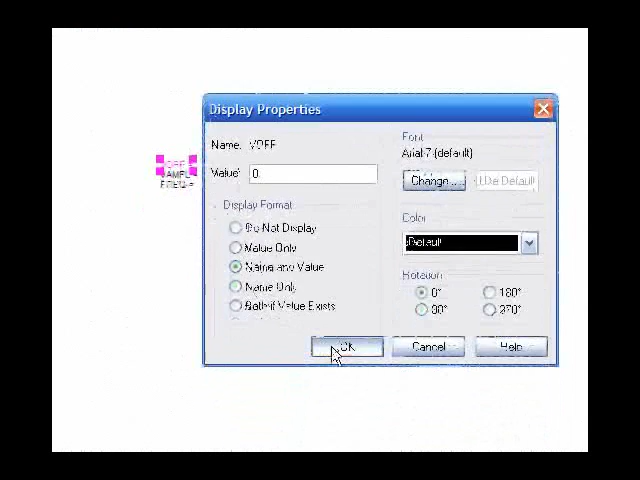 Display Properties
Name: VOFF
Value: 0
Font
Arial 7 (default)
Change...
Use Default
Color
Default
Display Format
Do Not Display
Value Only
Name and Value
Name Only
Both if Value Exists
Rotation
0° 180°
90° 270°
OK Cancel Help
VOFF =
VAMPL
FREQ =